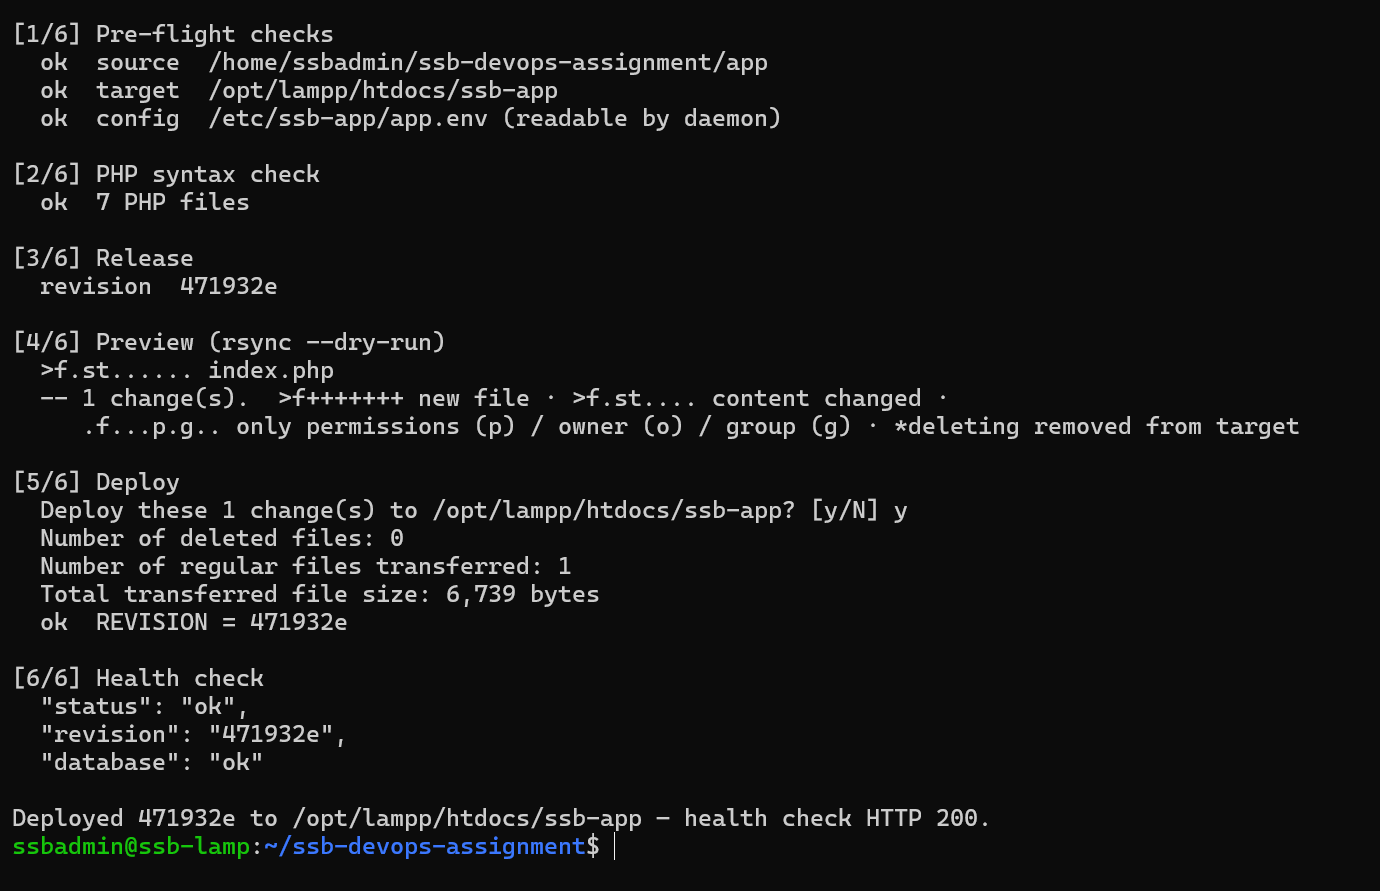 [1/6] Pre-flight checks
  ok  source  /home/ssbadmin/ssb-devops-assignment/app
  ok  target  /opt/lampp/htdocs/ssb-app
  ok  config  /etc/ssb-app/app.env (readable by daemon)

[2/6] PHP syntax check
  ok  7 PHP files

[3/6] Release
  revision  471932e

[4/6] Preview (rsync --dry-run)
  >f.st...... index.php
  -- 1 change(s).  >f+++++++ new file · >f.st.... content changed ·
     .f...p.g.. only permissions (p) / owner (o) / group (g) · *deleting removed from target

[5/6] Deploy
  Deploy these 1 change(s) to /opt/lampp/htdocs/ssb-app? [y/N] y
  Number of deleted files: 0
  Number of regular files transferred: 1
  Total transferred file size: 6,739 bytes
  ok  REVISION = 471932e

[6/6] Health check
  "status": "ok",
  "revision": "471932e",
  "database": "ok"

Deployed 471932e to /opt/lampp/htdocs/ssb-app — health check HTTP 200.
ssbadmin@ssb-lamp:~/ssb-devops-assignment$